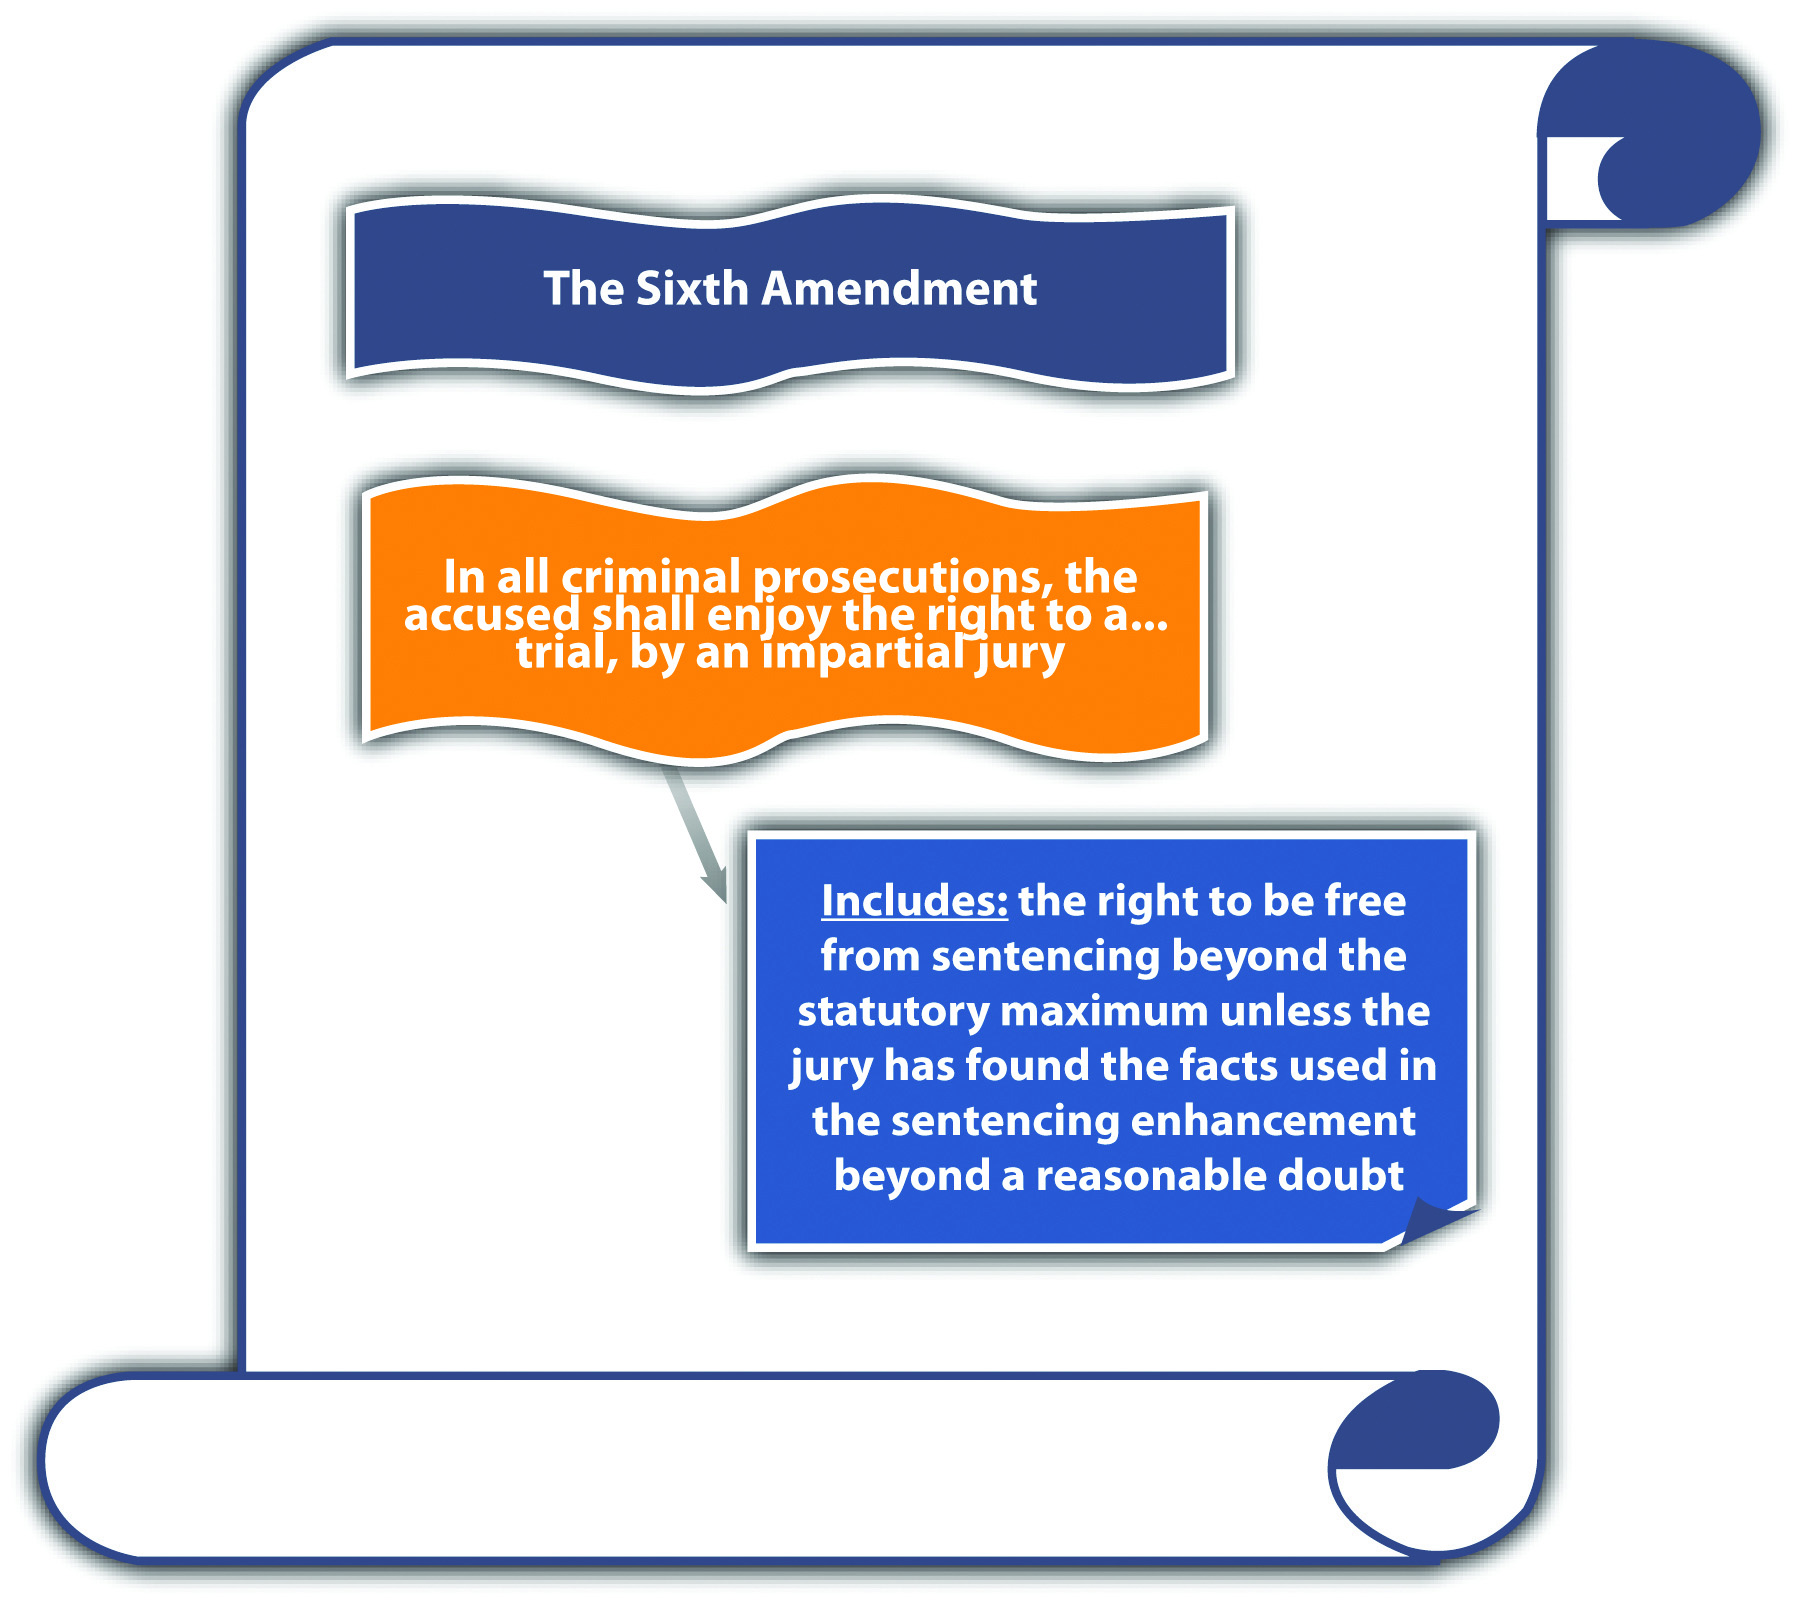 The Sixth Amendment
In all criminal prosecutions, the
accused shall enjoy the right to a...
trial, by an impartial jury
Includes: the right to be free
from sentencing beyond the
statutory maximum unless the
jury has found the facts used in
the sentencing enhancement
beyond a reasonable doubt